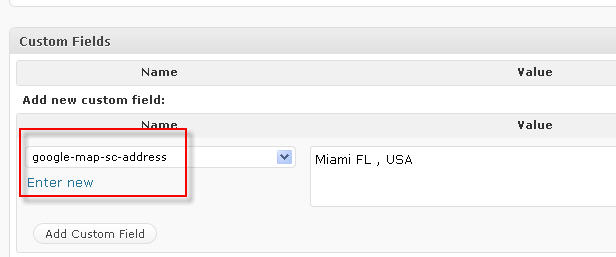 Custom Fields
Name Value
Add new custom field:
Name Value
google-map-sc-address Miami FL , USA
Enter new
Add Custom Field